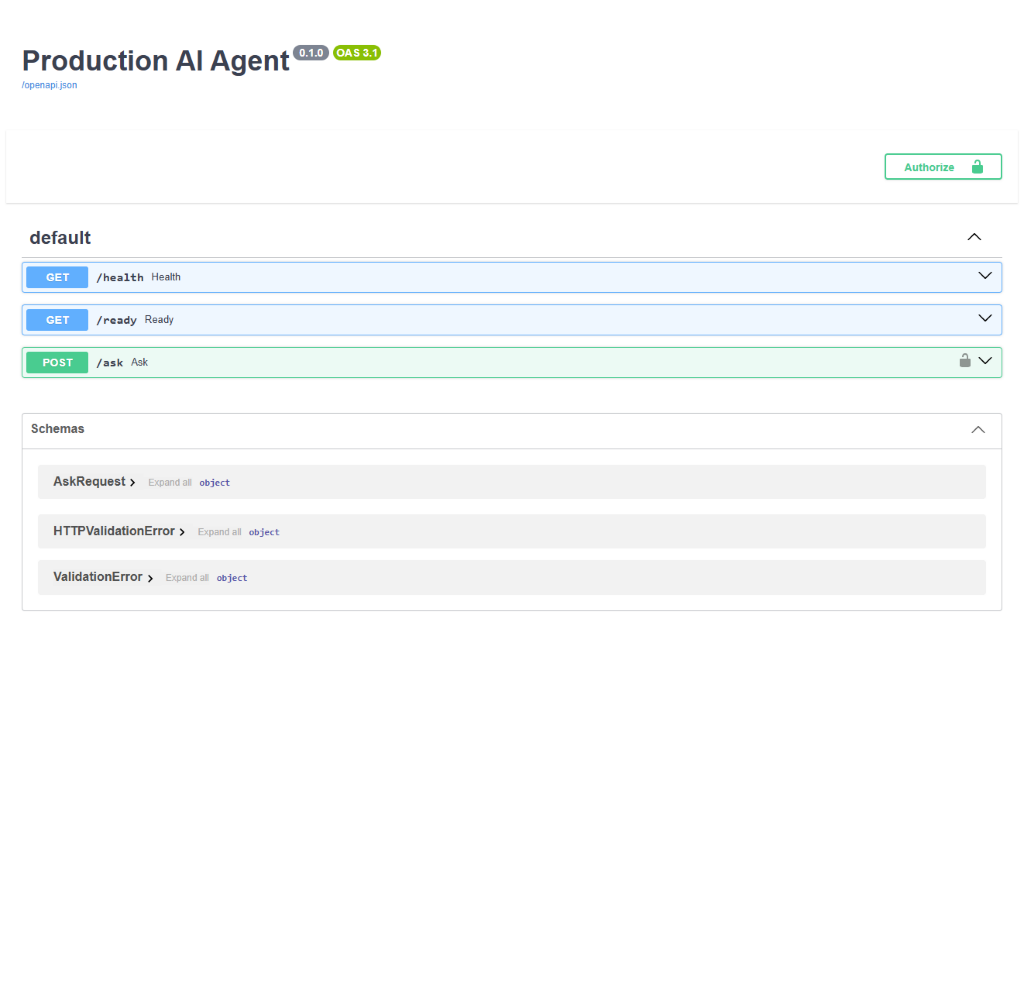 Production AI Agent 0.1.0 OAS 3.1
/openapi.json
Authorize
default
GET /health Health
GET /ready Ready
POST /ask Ask
Schemas
AskRequest Expand all object
HTTPValidationError Expand all object
ValidationError Expand all object